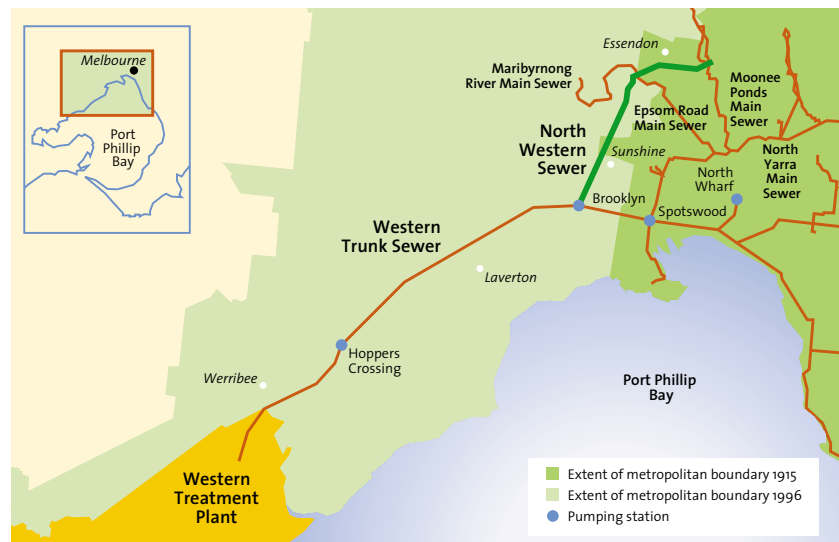 Melbourne
Port
Phillip
Bay
Essendon
Maribyrnong
River Main Sewer
Moonee
Ponds
Main
Sewer
Epsom Road
Main Sewer
North
Western
Sewer
Sunshine
North
Yarra
Main
Sewer
North
Wharf
Brooklyn
Spotswood
Western
Trunk Sewer
Laverton
Hoppers
Crossing
Werribee
Port Phillip
Bay
Western
Treatment
Plant
Extent of metropolitan boundary 1915
Extent of metropolitan boundary 1996
Pumping station